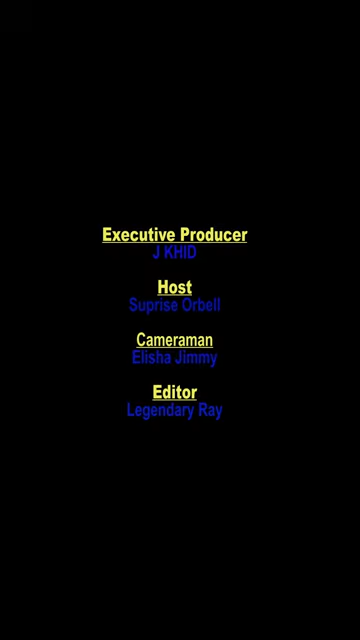 Executive Producer
J KHID
Host
Suprise Orbell
Cameraman
Elisha Jimmy
Editor
Legendary Ray